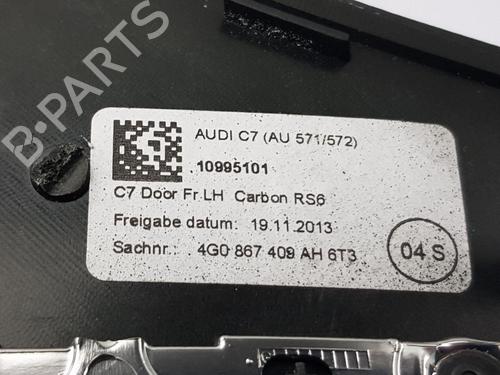 B-PARTS
AUDI C7 (AU 571/572)
.10995101
C7 Door Fr.LH Carbon RS6
Freigabe datum: 19.11.2013
Sachnr.: 4G0 867 409 AH 6T3
04 S